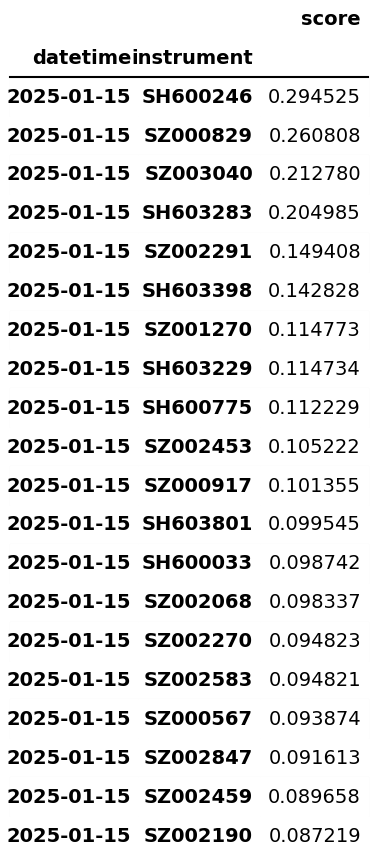 score
datetime instrument
2025-01-15 SH600246 0.294525
2025-01-15 SZ000829 0.260808
2025-01-15 SZ003040 0.212780
2025-01-15 SH603283 0.204985
2025-01-15 SZ002291 0.149408
2025-01-15 SH603398 0.142828
2025-01-15 SZ001270 0.114773
2025-01-15 SH603229 0.114734
2025-01-15 SH600775 0.112229
2025-01-15 SZ002453 0.105222
2025-01-15 SZ000917 0.101355
2025-01-15 SH603801 0.099545
2025-01-15 SH600033 0.098742
2025-01-15 SZ002068 0.098337
2025-01-15 SZ002270 0.094823
2025-01-15 SZ002583 0.094821
2025-01-15 SZ000567 0.093874
2025-01-15 SZ002847 0.091613
2025-01-15 SZ002459 0.089658
2025-01-15 SZ002190 0.087219